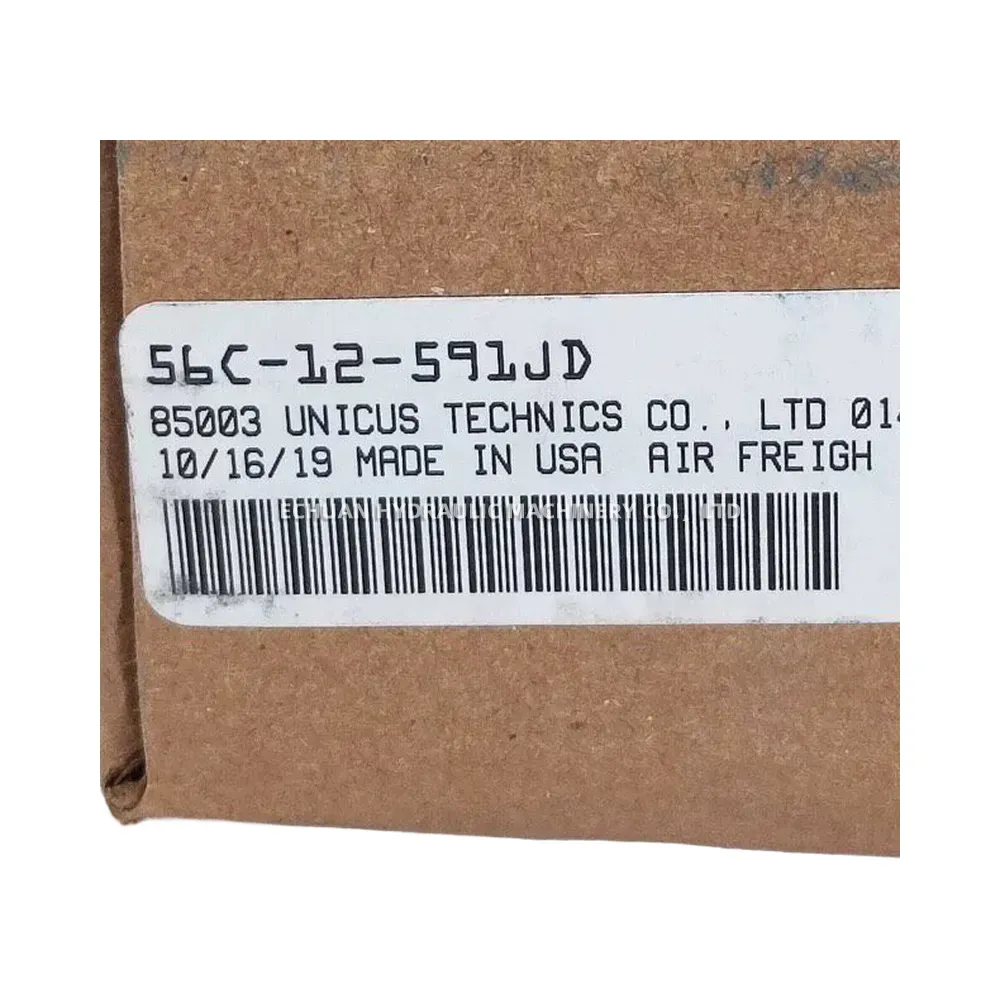 56C-12-591JD
85003 UNICUS TECHNICS CO., LTD 014
10/16/19 MADE IN USA AIR FREIGH
ECHUAN HYDRAULIC MACHINERY CO., LTD